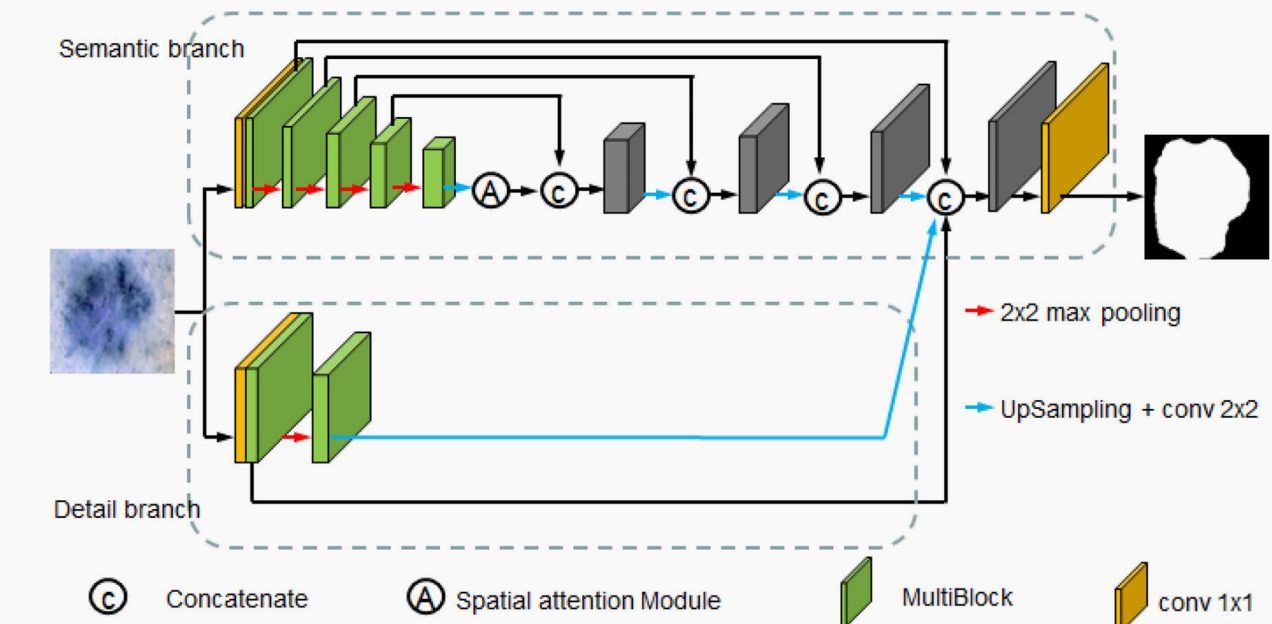 Semantic branch
A
c
c
c
c
2x2 max pooling
UpSampling + conv 2x2
Detail branch
c Concatenate
A Spatial attention Module
MultiBlock
conv 1x1